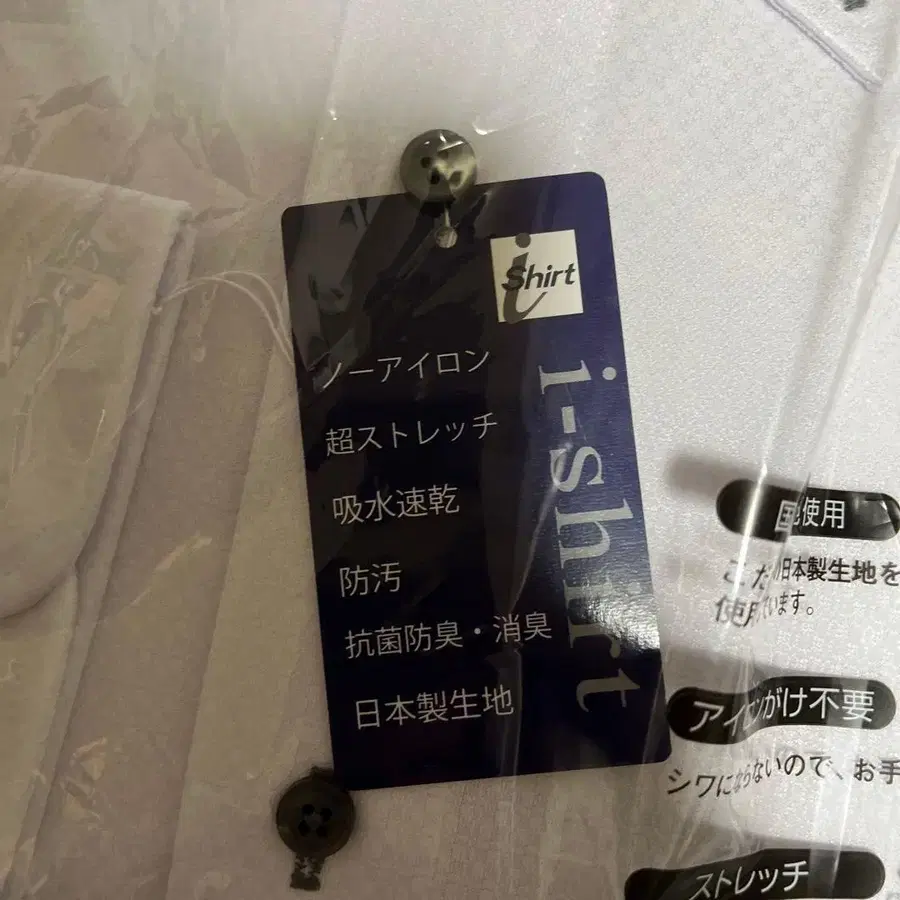 i Shirt
i-shirt
ノーアイロン
超ストレッチ
吸水速乾
防汚
抗菌防臭・消臭
日本製生地
使用
日本製生地を
使用 います。
アイロンがけ不要
シワにならないので、お手
ストレッチ